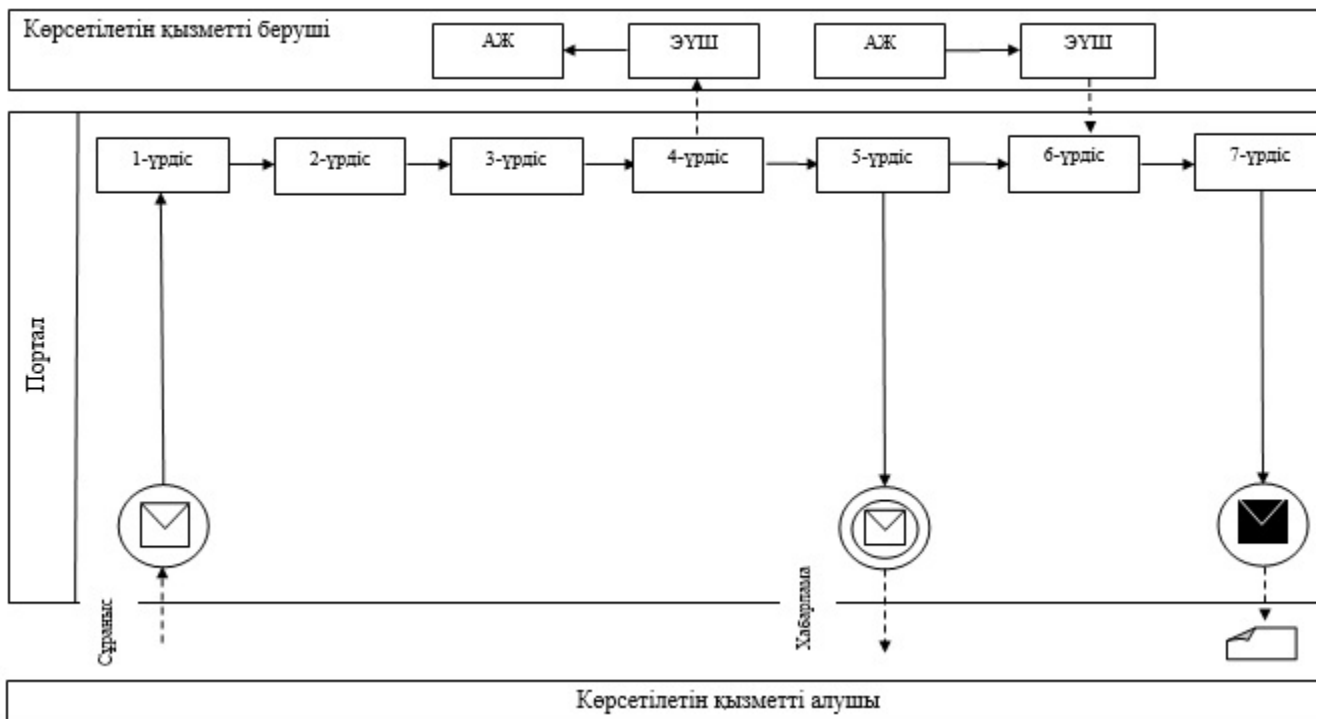 Көрсетілетін қызметті беруші
АЖ
ЭҮШ
АЖ
ЭҮШ
Портал
1-үрдіс
2-үрдіс
3-үрдіс
4-үрдіс
5-үрдіс
6-үрдіс
7-үрдіс
Сұраныс
Хабарлама
Көрсетілетін қызметті алушы